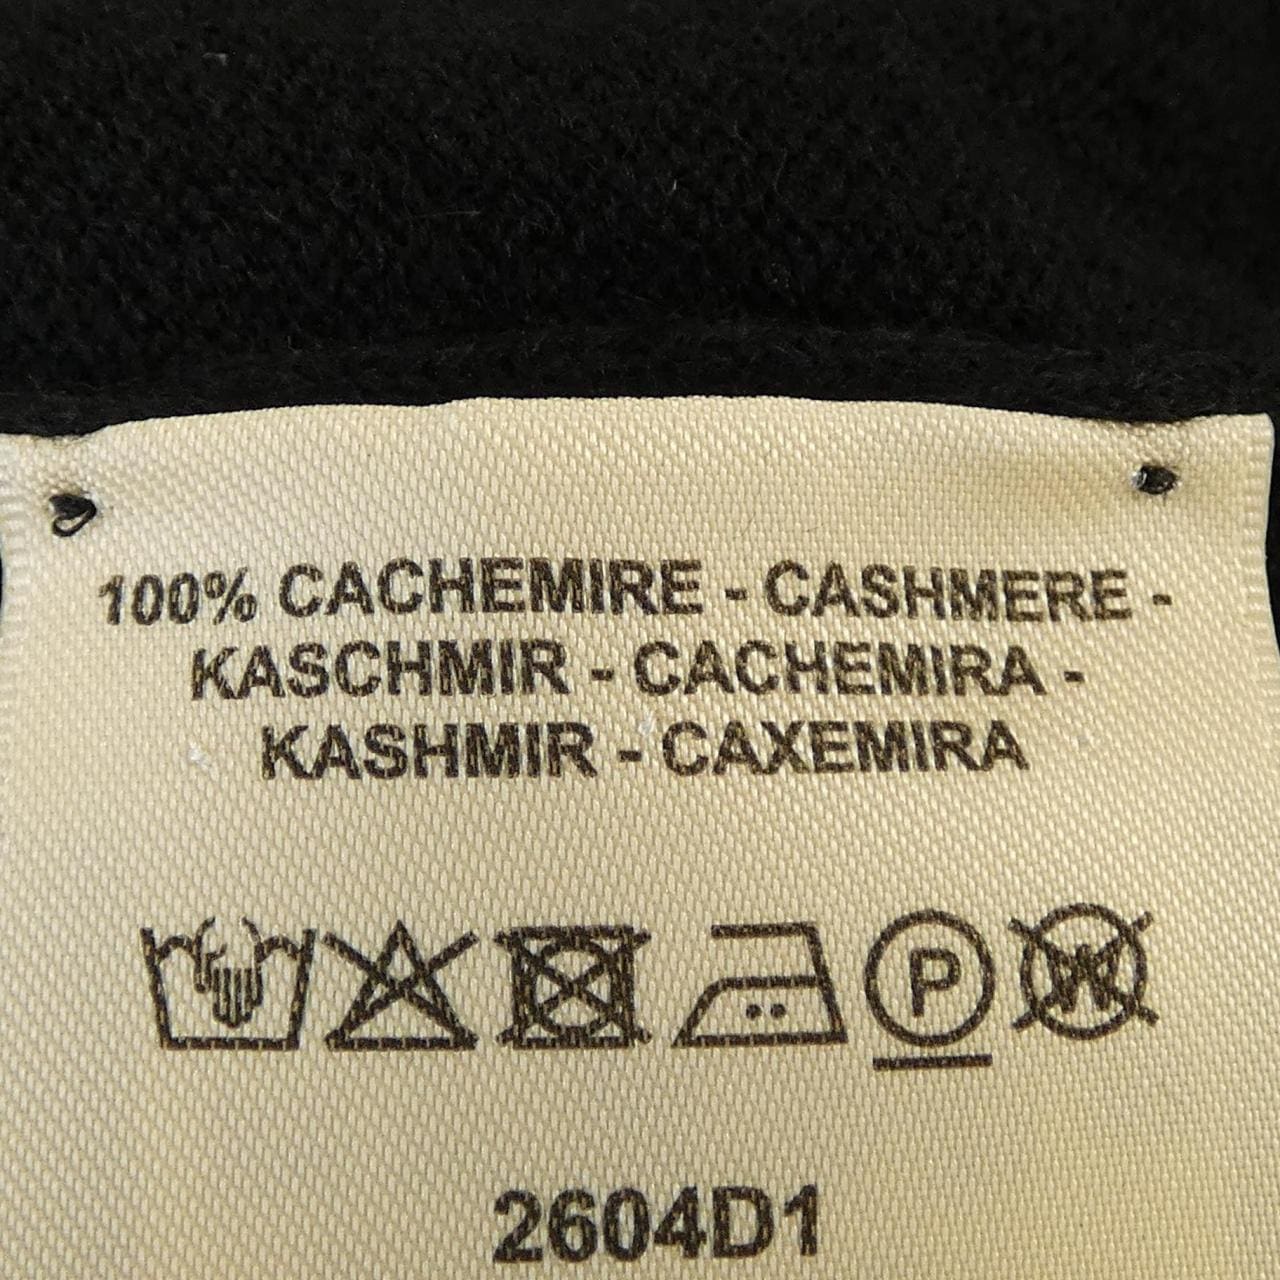 100% CACHEMIRE - CASHMERE -
KASCHMIR - CACHEMIRA -
KASHMIR - CAXEMIRA
P W
2604D1